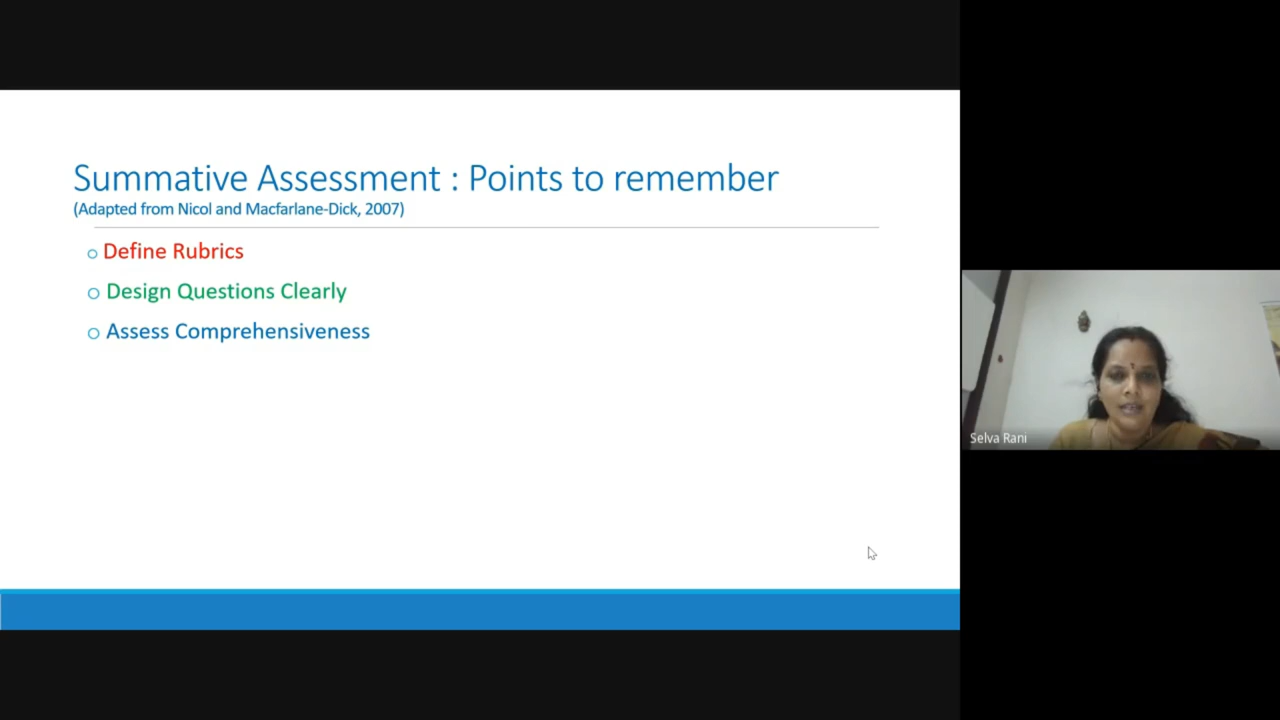 Summative Assessment : Points to remember
(Adapted from Nicol and Macfarlane-Dick, 2007)
Define Rubrics
Design Questions Clearly
Assess Comprehensiveness
Selva Rani